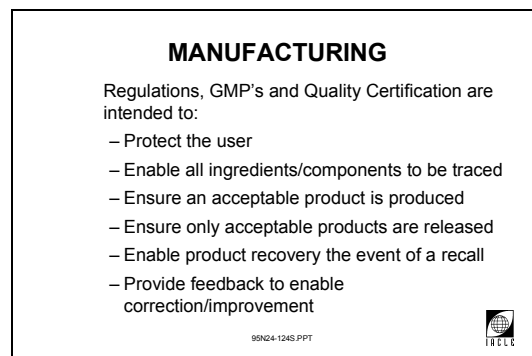 MANUFACTURING
Regulations, GMP's and Quality Certification are
intended to:
– Protect the user
– Enable all ingredients/components to be traced
– Ensure an acceptable product is produced
– Ensure only acceptable products are released
– Enable product recovery the event of a recall
– Provide feedback to enable
correction/improvement
95N24-124S.PPT
IACLE